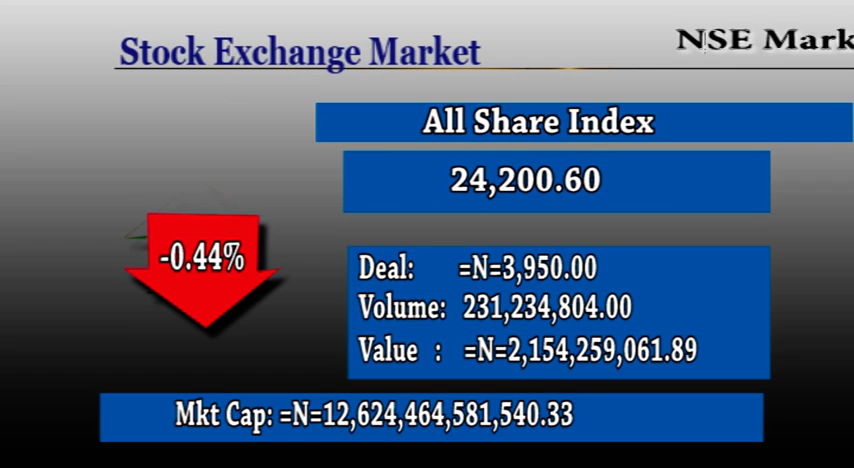 Stock Exchange Market
NSE Mark
All Share Index
24,200.60
-0.44%
Deal: =N=3,950.00
Volume: 231,234,804.00
Value : =N=2,154,259,061.89
Mkt Cap: =N=12,624,464,581,540.33